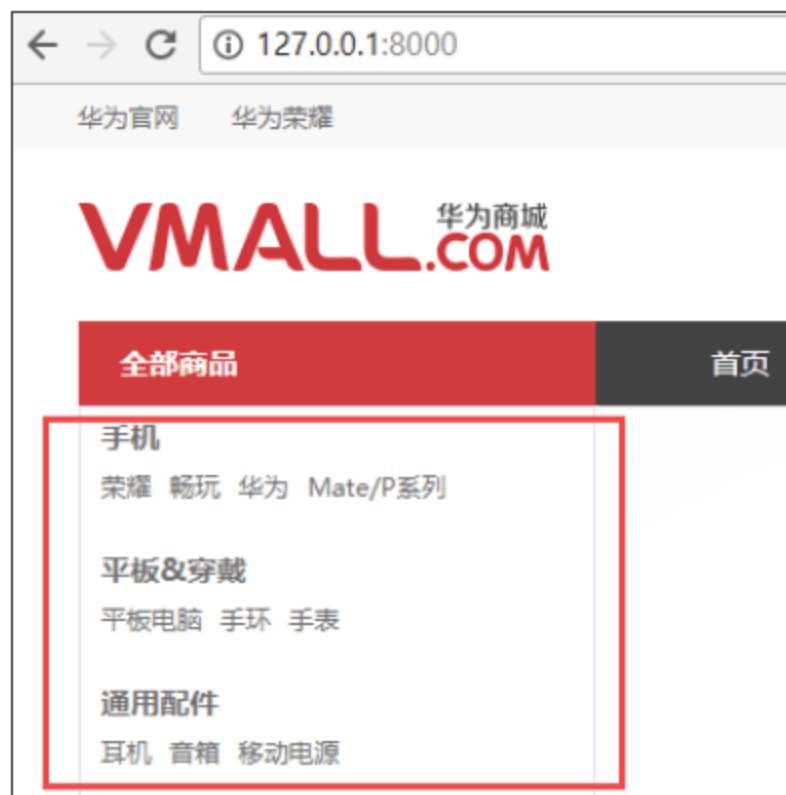 127.0.0.1:8000
华为官网 华为荣耀
VMALL.COM 华为商城
全部商品 首页
手机
荣耀 畅玩 华为 Mate/P系列
平板&穿戴
平板电脑 手环 手表
通用配件
耳机 音箱 移动电源